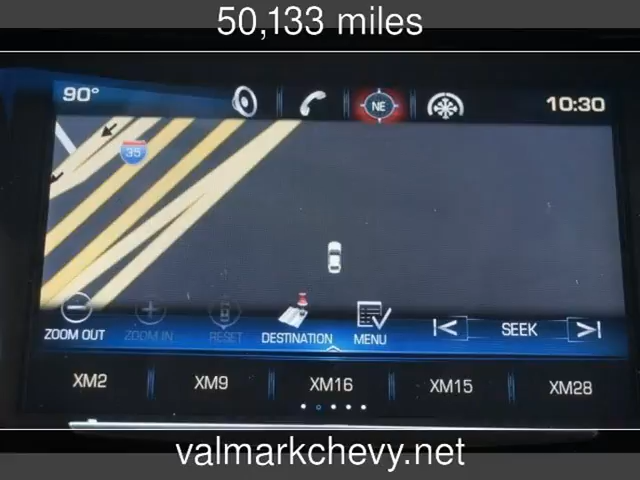 50,133 miles
90° NE 10:30
35
ZOOM OUT ZOOM IN RESET DESTINATION MENU SEEK
XM2 XM9 XM16 XM15 XM28
valmarkchevy.net